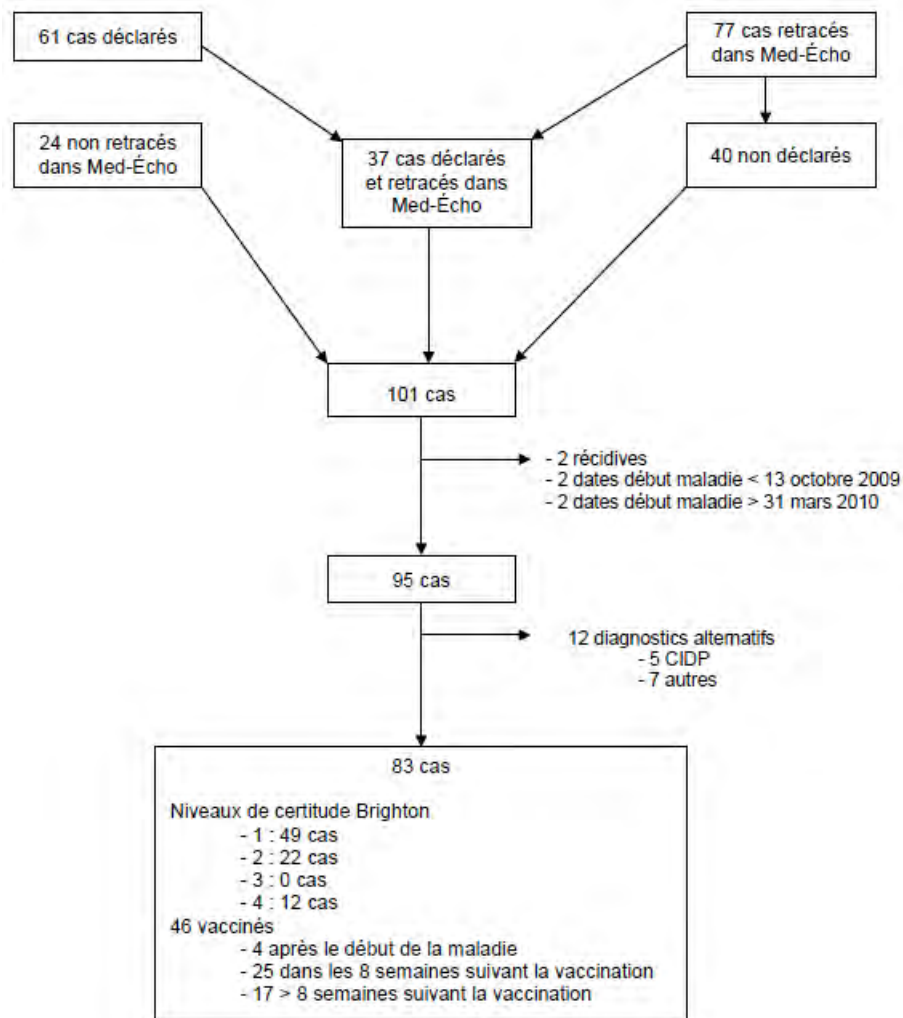 61 cas déclarés
77 cas retracés
dans Med-Écho
24 non retracés
dans Med-Écho
37 cas déclarés
et retracés dans
Med-Écho
40 non déclarés
101 cas
- 2 récidives
- 2 dates début maladie < 13 octobre 2009
- 2 dates début maladie > 31 mars 2010
95 cas
12 diagnostics alternatifs
- 5 CIDP
- 7 autres
83 cas
Niveaux de certitude Brighton
- 1 : 49 cas
- 2 : 22 cas
- 3 : 0 cas
- 4 : 12 cas
46 vaccinés
- 4 après le début de la maladie
- 25 dans les 8 semaines suivant la vaccination
- 17 > 8 semaines suivant la vaccination